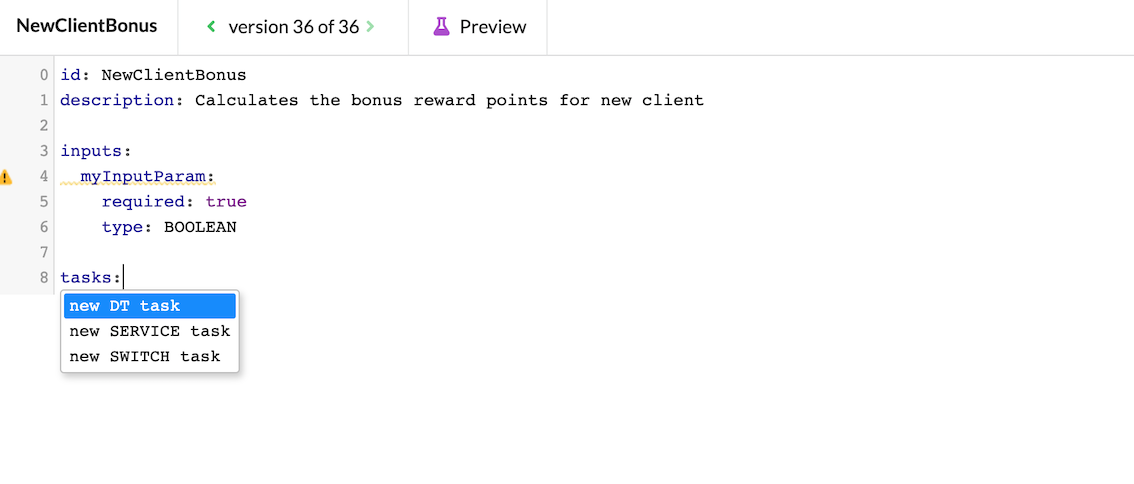 NewClientBonus
version 36 of 36
Preview
0 id: NewClientBonus
1 description: Calculates the bonus reward points for new client
2
3 inputs:
4   myInputParam:
5     required: true
6     type: BOOLEAN
7
8 tasks:
new DT task
new SERVICE task
new SWITCH task